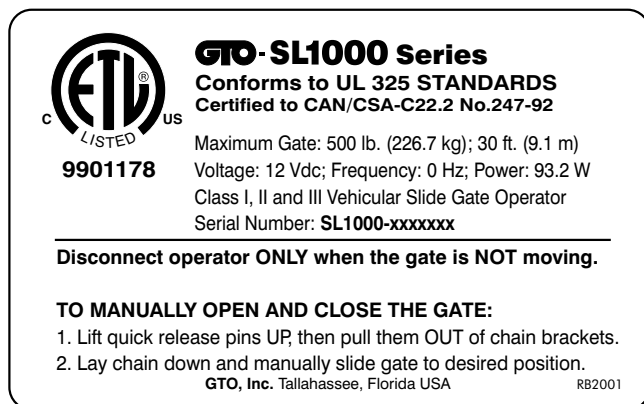 GTO-SL1000 Series
Conforms to UL 325 STANDARDS
Certified to CAN/CSA-C22.2 No.247-92
ETL ®
C US
LISTED
9901178
Maximum Gate: 500 lb. (226.7 kg); 30 ft. (9.1 m)
Voltage: 12 Vdc; Frequency: 0 Hz; Power: 93.2 W
Class I, II and III Vehicular Slide Gate Operator
Serial Number: SL1000-xxxxxxx
Disconnect operator ONLY when the gate is NOT moving.
TO MANUALLY OPEN AND CLOSE THE GATE:
1. Lift quick release pins UP, then pull them OUT of chain brackets.
2. Lay chain down and manually slide gate to desired position.
GTO, Inc. Tallahassee, Florida USA
RB2001